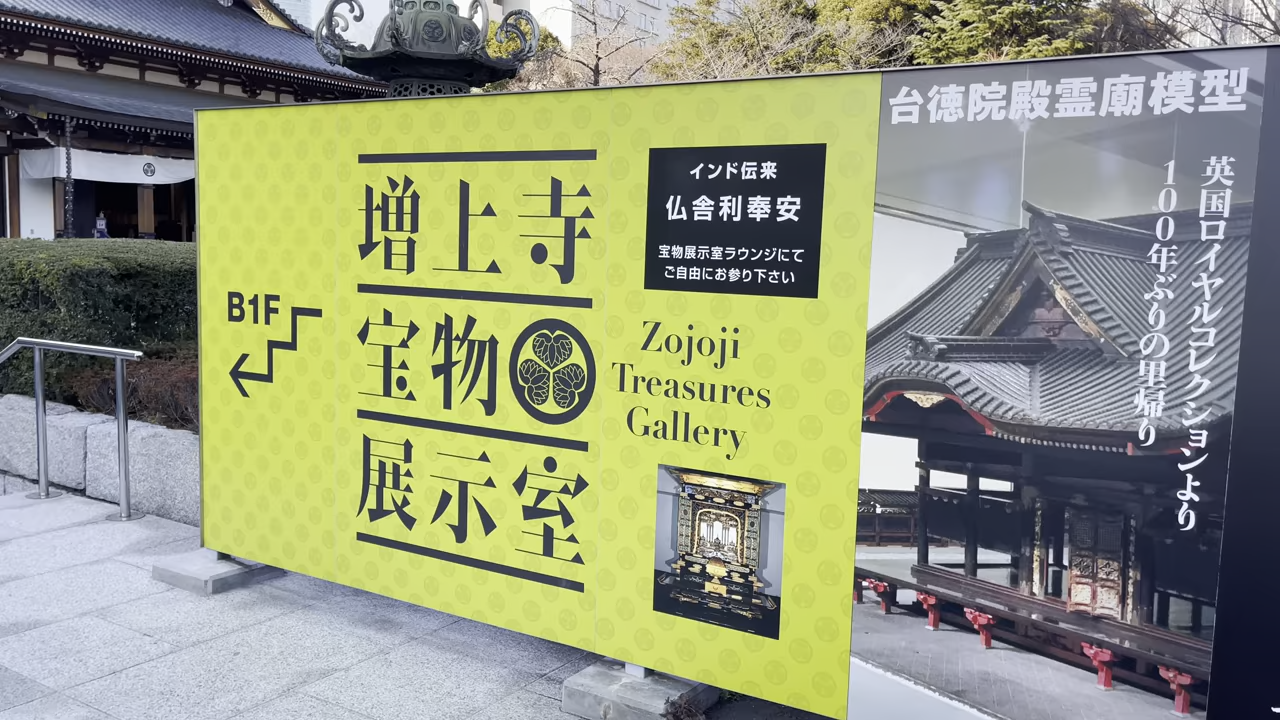 B1F
増上寺
宝物
展示室
インド伝来
仏舎利奉安
宝物展示室ラウンジにて
ご自由にお参り下さい
Zojoji
Treasures
Gallery
台徳院殿霊廟模型
英国ロイヤルコレクションより
100年ぶりの里帰り